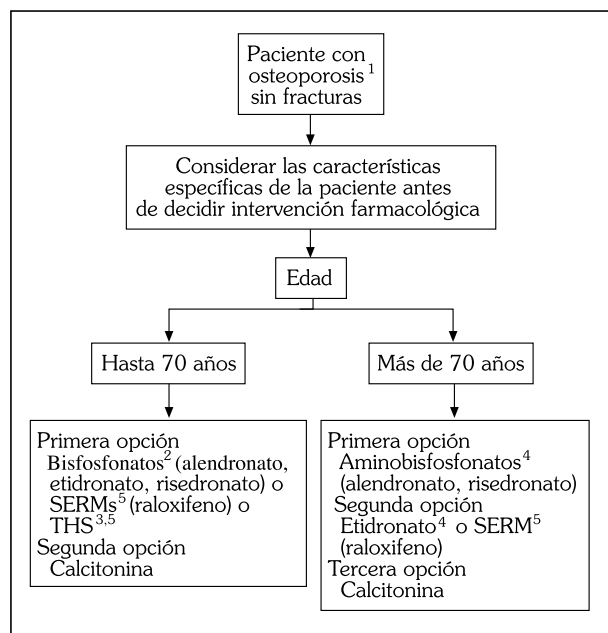 Paciente con
osteoporosis¹
sin fracturas
Considerar las características
específicas de la paciente antes
de decidir intervención farmacológica
Edad
Hasta 70 años
Más de 70 años
Primera opción
Bisfosfonatos² (alendronato,
etidronato, risedronato) o
SERMs⁵ (raloxifeno) o
THS³,⁵
Segunda opción
Calcitonina
Primera opción
Aminobisfosfonatos⁴
(alendronato, risedronato)
Segunda opción
Etidronato⁴ o SERM⁵
(raloxifeno)
Tercera opción
Calcitonina